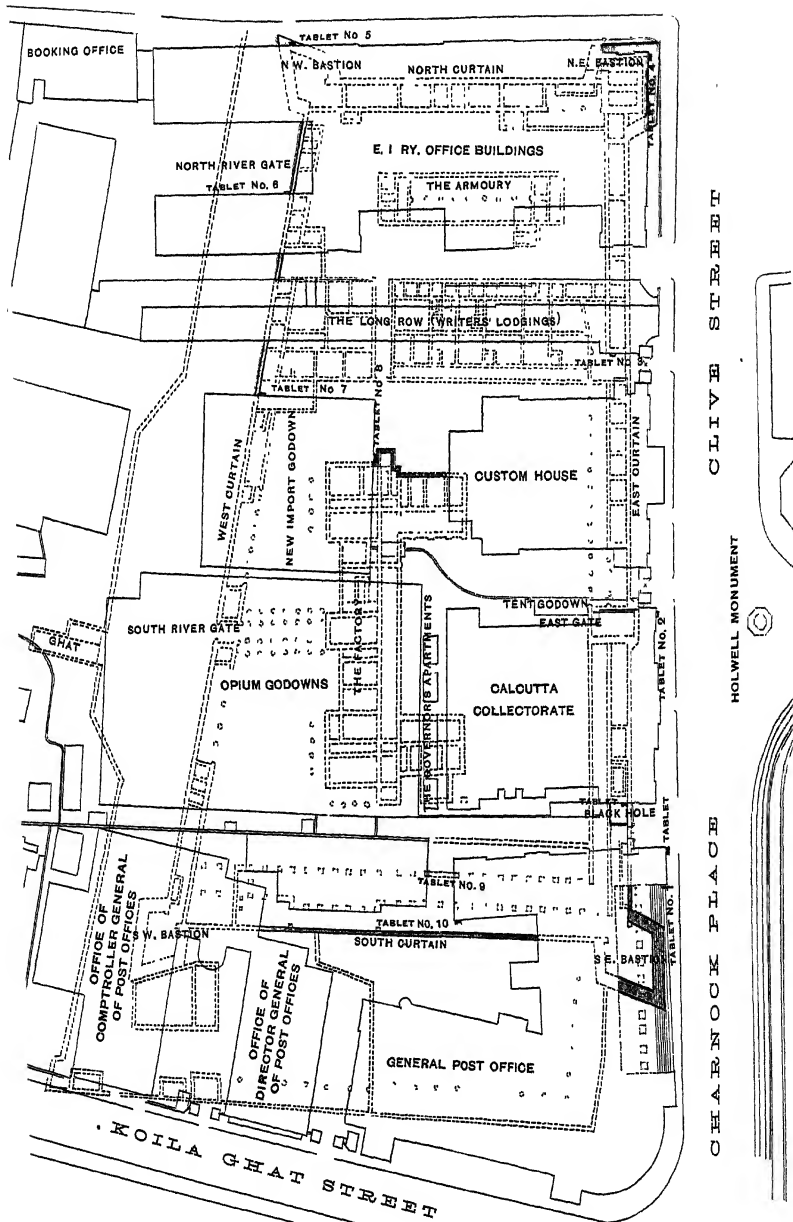 TABLET No 5
BOOKING OFFICE
N.W. BASTION
N.E. BASTION
NORTH CURTAIN
TABLET No. 4
E. I RY. OFFICE BUILDINGS
NORTH RIVER GATE
TABLET No. 6
THE ARMOURY
CLIVE STREET
THE LONG ROW (WRITERS' LODGINGS)
TABLET No 3.
TABLET No 7
TABLET No 8
WEST CURTAIN
NEW IMPORT GODOWN
CUSTOM HOUSE
EAST CURTAIN
HOLWELL MONUMENT
TENT GODOWN
EAST GATE
TABLET No. 2
SOUTH RIVER GATE
GHAT
THE FACTORY
OPIUM GODOWNS
THE GOVERNOR'S APARTMENTS
CALCUTTA
COLLECTORATE
TABLET
BLACK HOLE
TABLET
CHARNOCK PLACE
TABLET No. 9
TABLET No. 10
TABLET No. 1
SOUTH CURTAIN
S.W. BASTION
S.E. BASTION
OFFICE OF
COMPTROLLER GENERAL
OF POST OFFICES
OFFICE OF
DIRECTOR GENERAL
OF POST OFFICES
GENERAL POST OFFICE
KOILA GHAT STREET